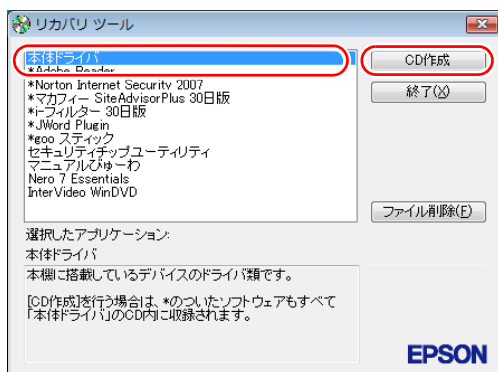 リカバリ ツール
本体ドライバ
*Adobe Reader
*Norton Internet Security 2007
*マカフィー SiteAdvisorPlus 30日版
*i-フィルター 30日版
*JWord Plugin
*goo スティック
セキュリティチップユーティリティ
マニュアルびゅーわ
Nero 7 Essentials
InterVideo WinDVD
CD作成
終了(X)
ファイル削除(F)
選択したアプリケーション:
本体ドライバ
本機に搭載しているデバイスのドライバ類です。
[CD作成]を行う場合は、*のついたソフトウェアもすべて
「本体ドライバ」のCD内に収録されます。
EPSON